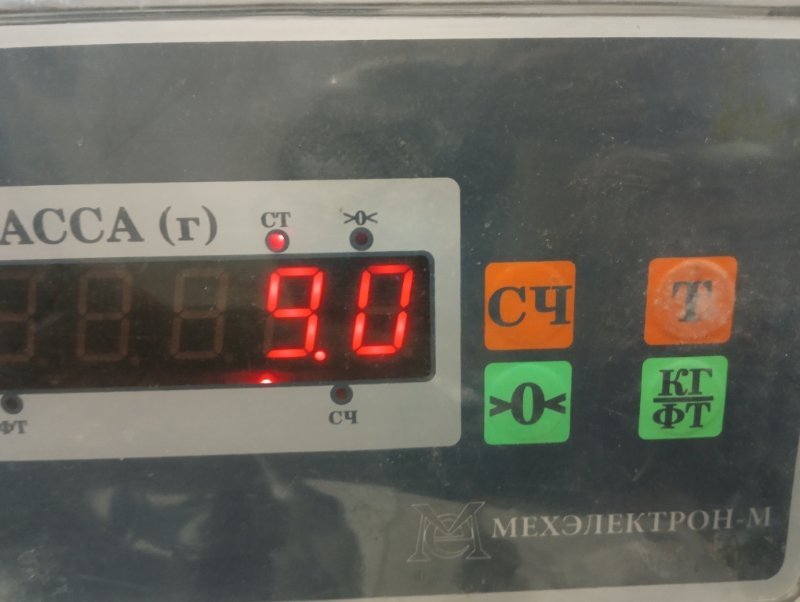 АССА (г)
СТ >0<
9.0
ФТ СЧ
СЧ Т
>0< КГ
ФТ
МЕХЭЛЕКТРОН-М